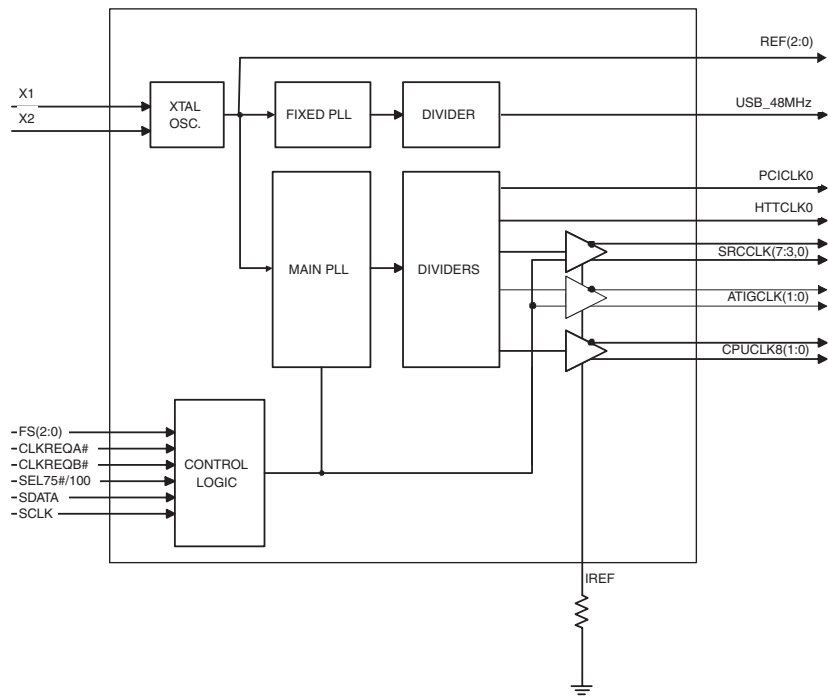 REF(2:0)
X1
XTAL
OSC.
FIXED PLL
DIVIDER
USB_48MHz
X2
PCICLK0
HTTCLK0
MAIN PLL
DIVIDERS
SRCCLK(7:3,0)
ATIGCLK(1:0)
CPUCLK8(1:0)
FS(2:0)
CLKREQA#
CLKREQB#
SEL75#/100
SDATA
SCLK
CONTROL
LOGIC
IREF